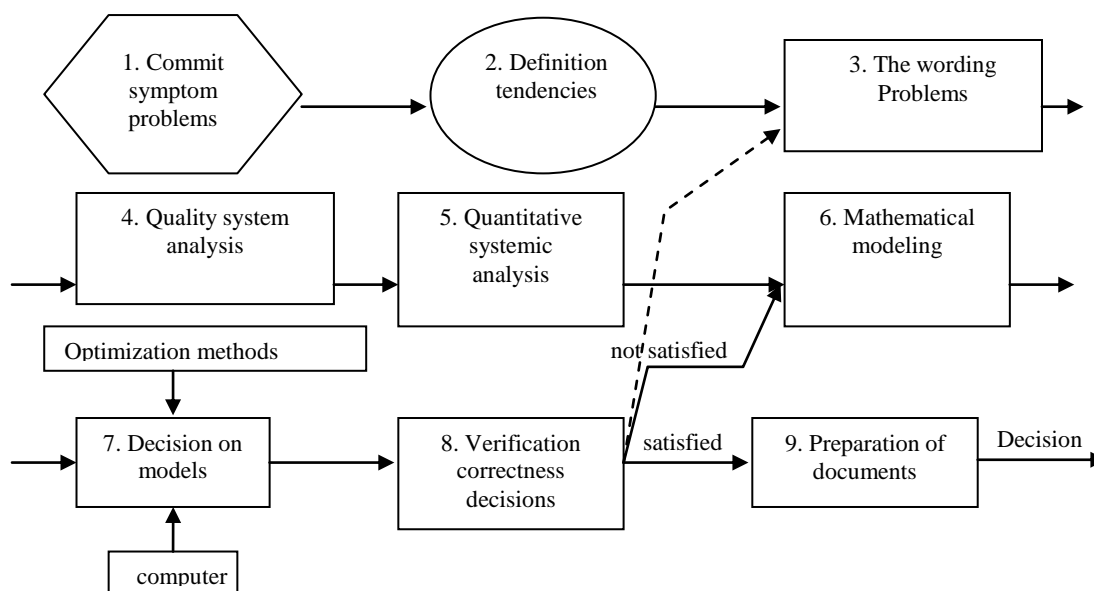 1. Commit
symptom
problems
2. Definition
tendencies
3. The wording
Problems
4. Quality system
analysis
5. Quantitative
systemic
analysis
6. Mathematical
modeling
Optimization methods
not satisfied
7. Decision on
models
8. Verification
correctness
decisions
satisfied
9. Preparation of
documents
Decision
computer